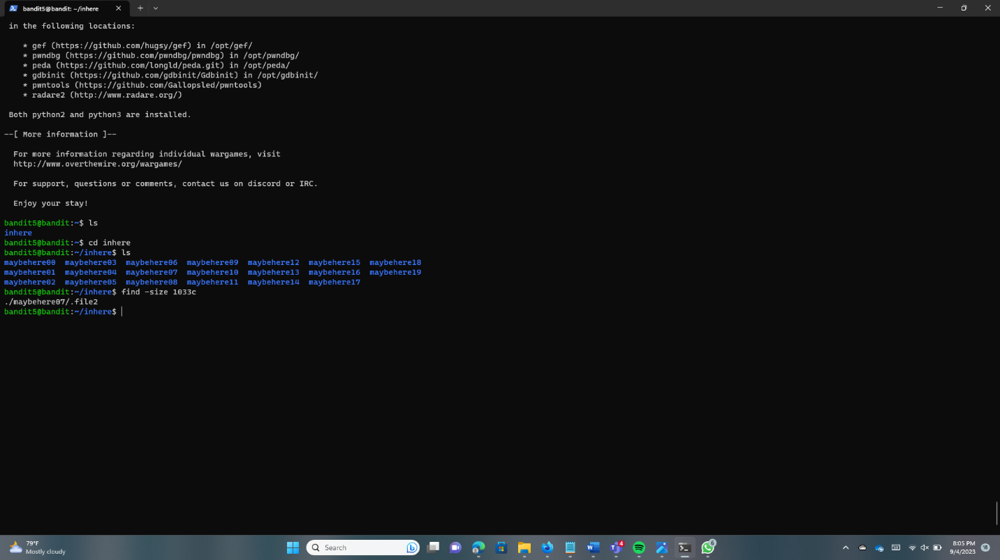 bandit5@bandit: ~/inhere
in the following locations:
* gef (https://github.com/hugsy/gef) in /opt/gef/
* pwndbg (https://github.com/pwndbg/pwndbg) in /opt/pwndbg/
* peda (https://github.com/longld/peda.git) in /opt/peda/
* gdbinit (https://github.com/gdbinit/Gdbinit) in /opt/gdbinit/
* pwntools (https://github.com/Gallopsled/pwntools)
* radare2 (http://www.radare.org/)
Both python2 and python3 are installed.
--[ More information ]--
For more information regarding individual wargames, visit
http://www.overthewire.org/wargames/
For support, questions or comments, contact us on discord or IRC.
Enjoy your stay!
bandit5@bandit:~$ ls
inhere
bandit5@bandit:~$ cd inhere
bandit5@bandit:~/inhere$ ls
maybehere00 maybehere03 maybehere06 maybehere09 maybehere12 maybehere15 maybehere18
maybehere01 maybehere04 maybehere07 maybehere10 maybehere13 maybehere16 maybehere19
maybehere02 maybehere05 maybehere08 maybehere11 maybehere14 maybehere17
bandit5@bandit:~/inhere$ find -size 1033c
./maybehere07/.file2
bandit5@bandit:~/inhere$
79°F
Mostly cloudy
Search
4
6
8:05 PM
9/4/2023
18